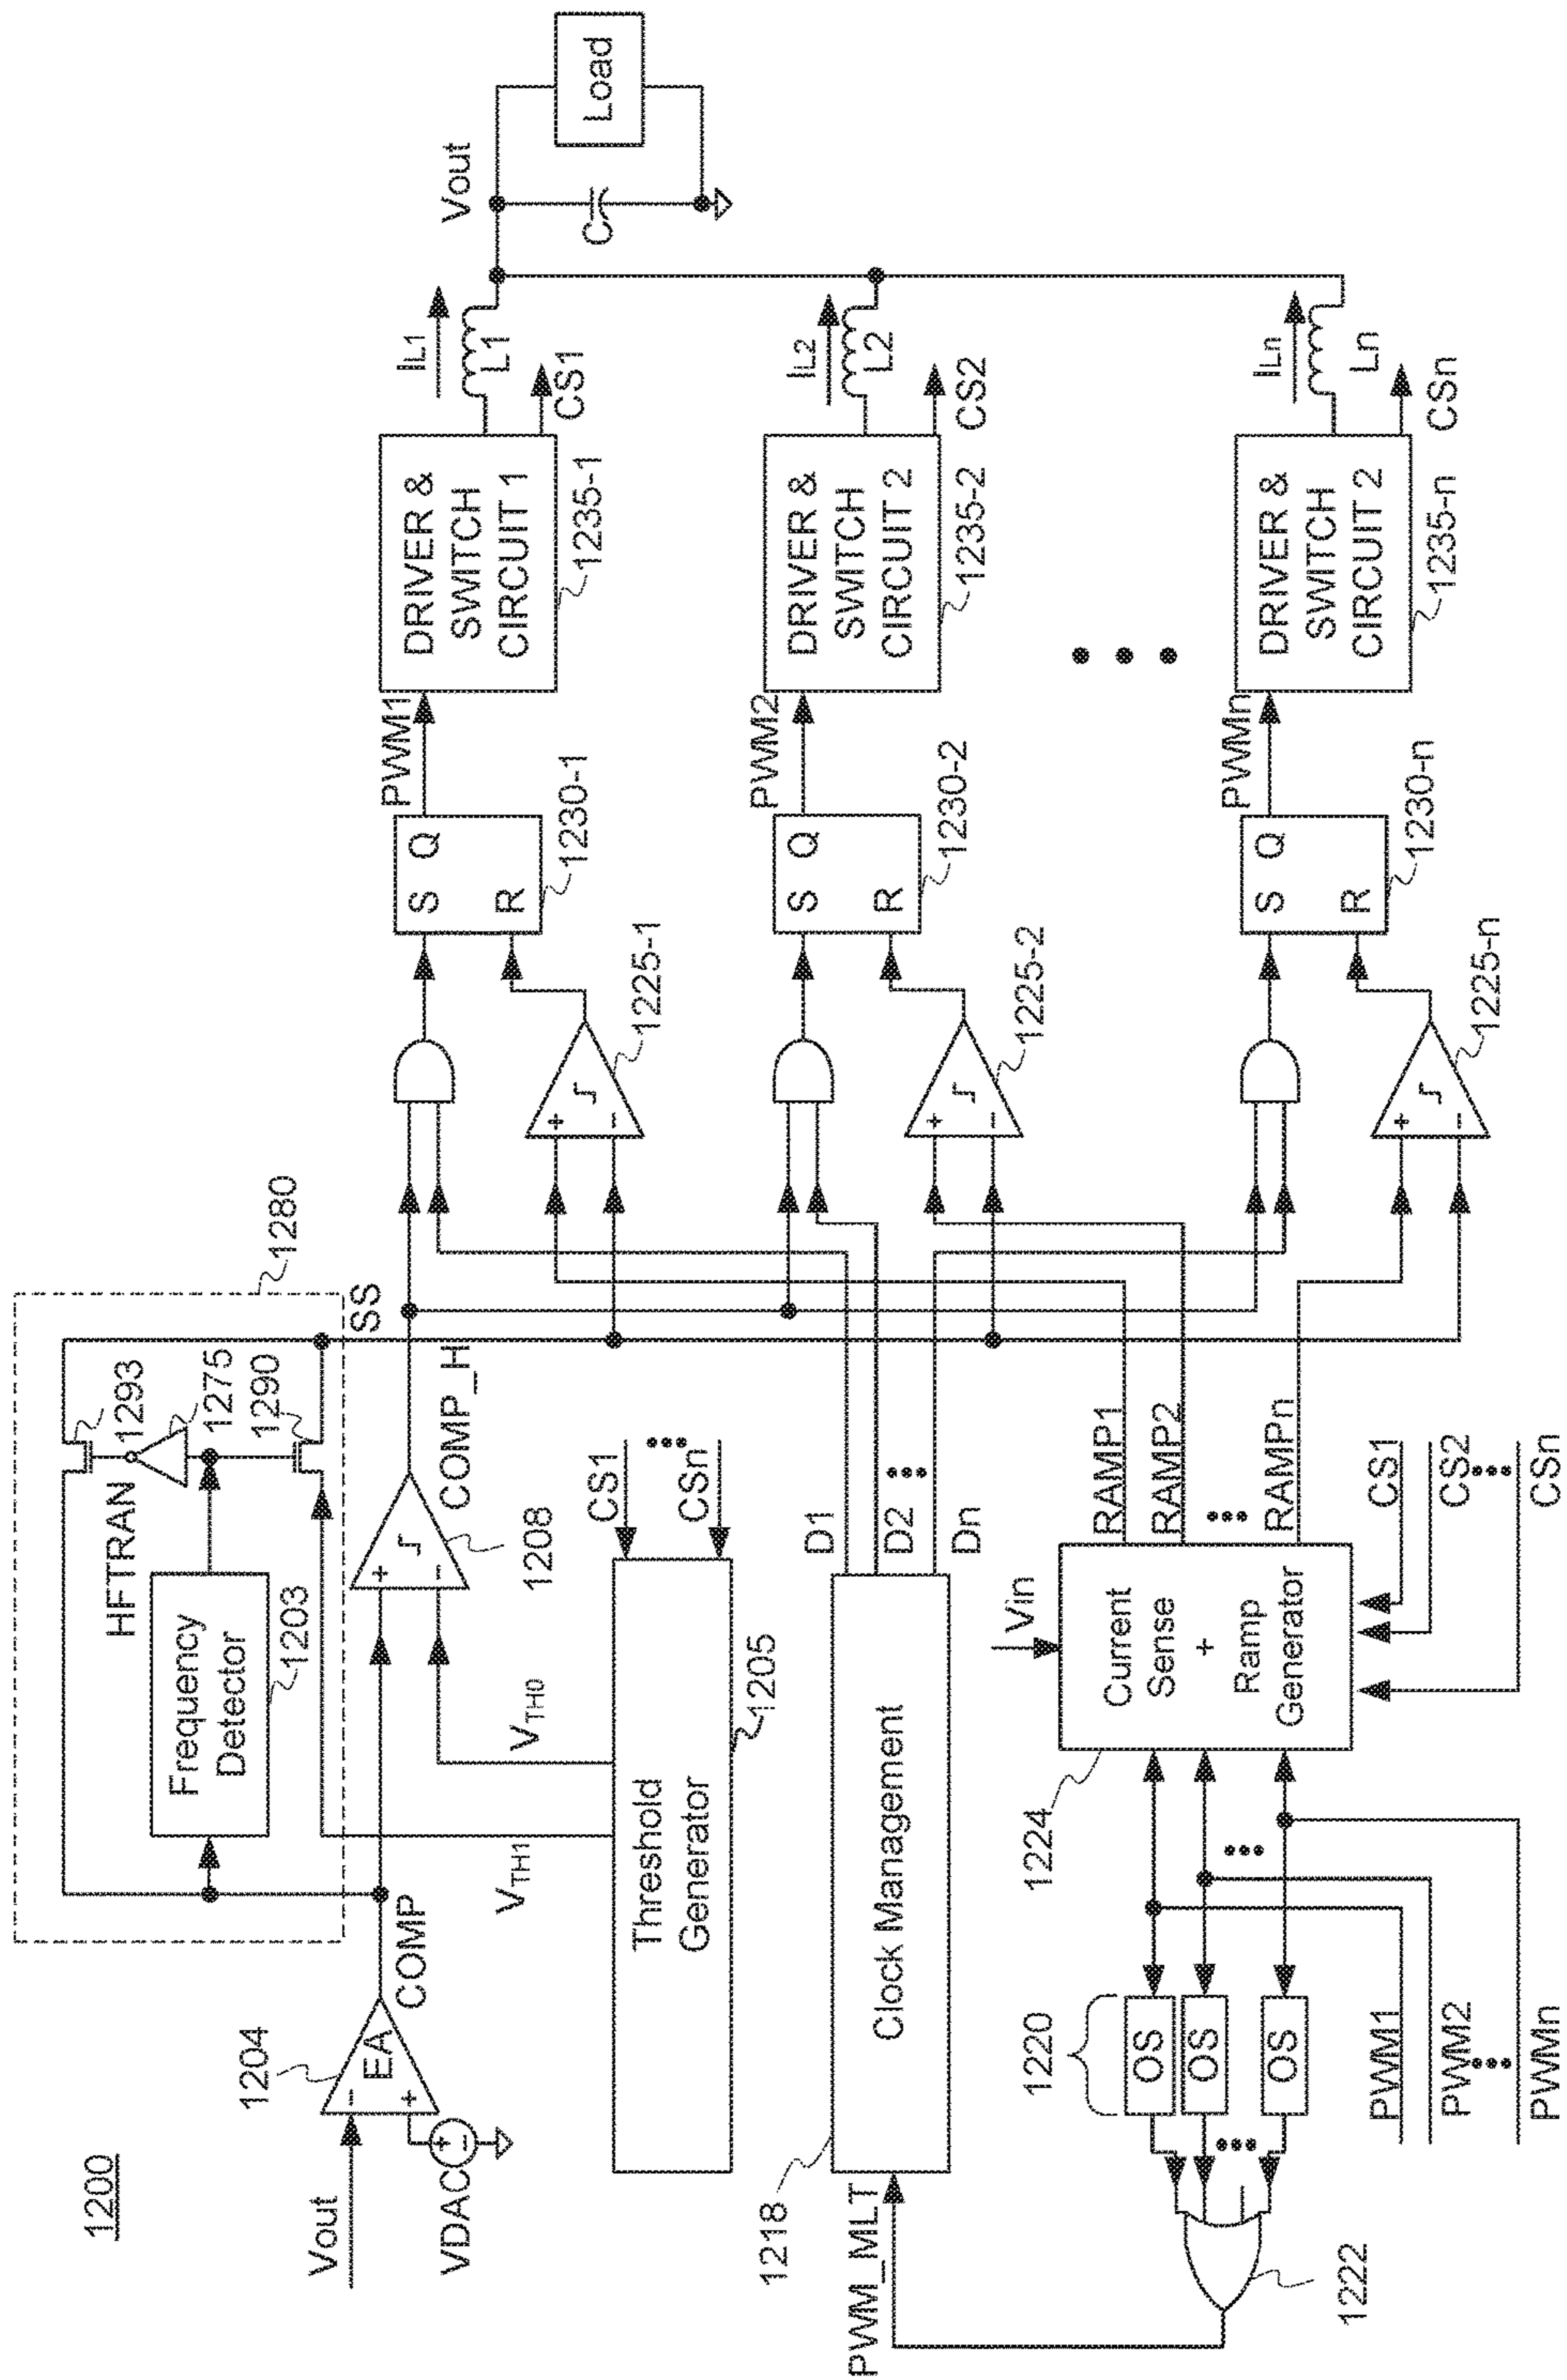 1200
Vout
VDAC
+
-
-
+
EA
1204
COMP
1280
Frequency
Detector
1203
HFTRAN
1293
1275
1290
SS
+
-
1208
COMP_H
VTH1
VTH0
Threshold
Generator
1205
CS1
CSn
Clock Management
1218
PWM_MLT
D1
D2
Dn
1222
1220
OS
OS
OS
PWM1
PWM2
PWMn
1224
Vin
Current
Sense
+
Ramp
Generator
RAMP1
RAMP2
RAMPn
CS1
CS2
CSn
+
-
1225-1
S Q
R
1230-1
PWM1
DRIVER &
SWITCH
CIRCUIT 1
1235-1
IL1
L1
CS1
+
-
1225-2
S Q
R
1230-2
PWM2
DRIVER &
SWITCH
CIRCUIT 2
1235-2
IL2
L2
CS2
+
-
1225-n
S Q
R
1230-n
PWMn
DRIVER &
SWITCH
CIRCUIT 2
1235-n
ILn
Ln
CSn
Vout
C
Load